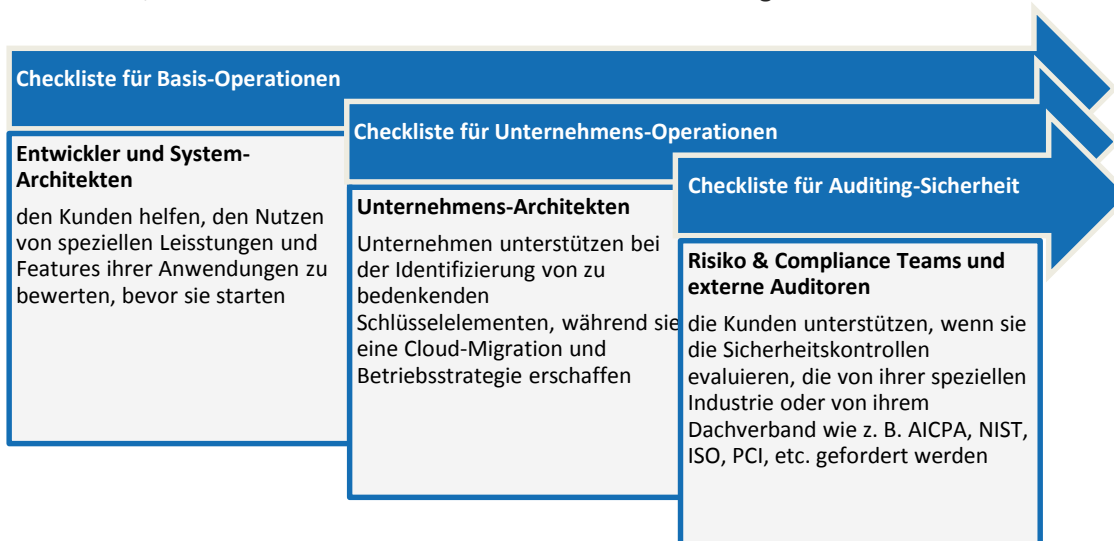 Checkliste für Basis-Operationen
Entwickler und System-
Architekten
den Kunden helfen, den Nutzen
von speziellen Leisstungen und
Features ihrer Anwendungen zu
bewerten, bevor sie starten
Checkliste für Unternehmens-Operationen
Unternehmens-Architekten
Unternehmen unterstützen bei
der Identifizierung von zu
bedenkenden
Schlüsselelementen, während sie
eine Cloud-Migration und
Betriebsstrategie erschaffen
Checkliste für Auditing-Sicherheit
Risiko & Compliance Teams und
externe Auditoren
die Kunden unterstützen, wenn sie
die Sicherheitskontrollen
evaluieren, die von ihrer speziellen
Industrie oder von ihrem
Dachverband wie z. B. AICPA, NIST,
ISO, PCI, etc. gefordert werden